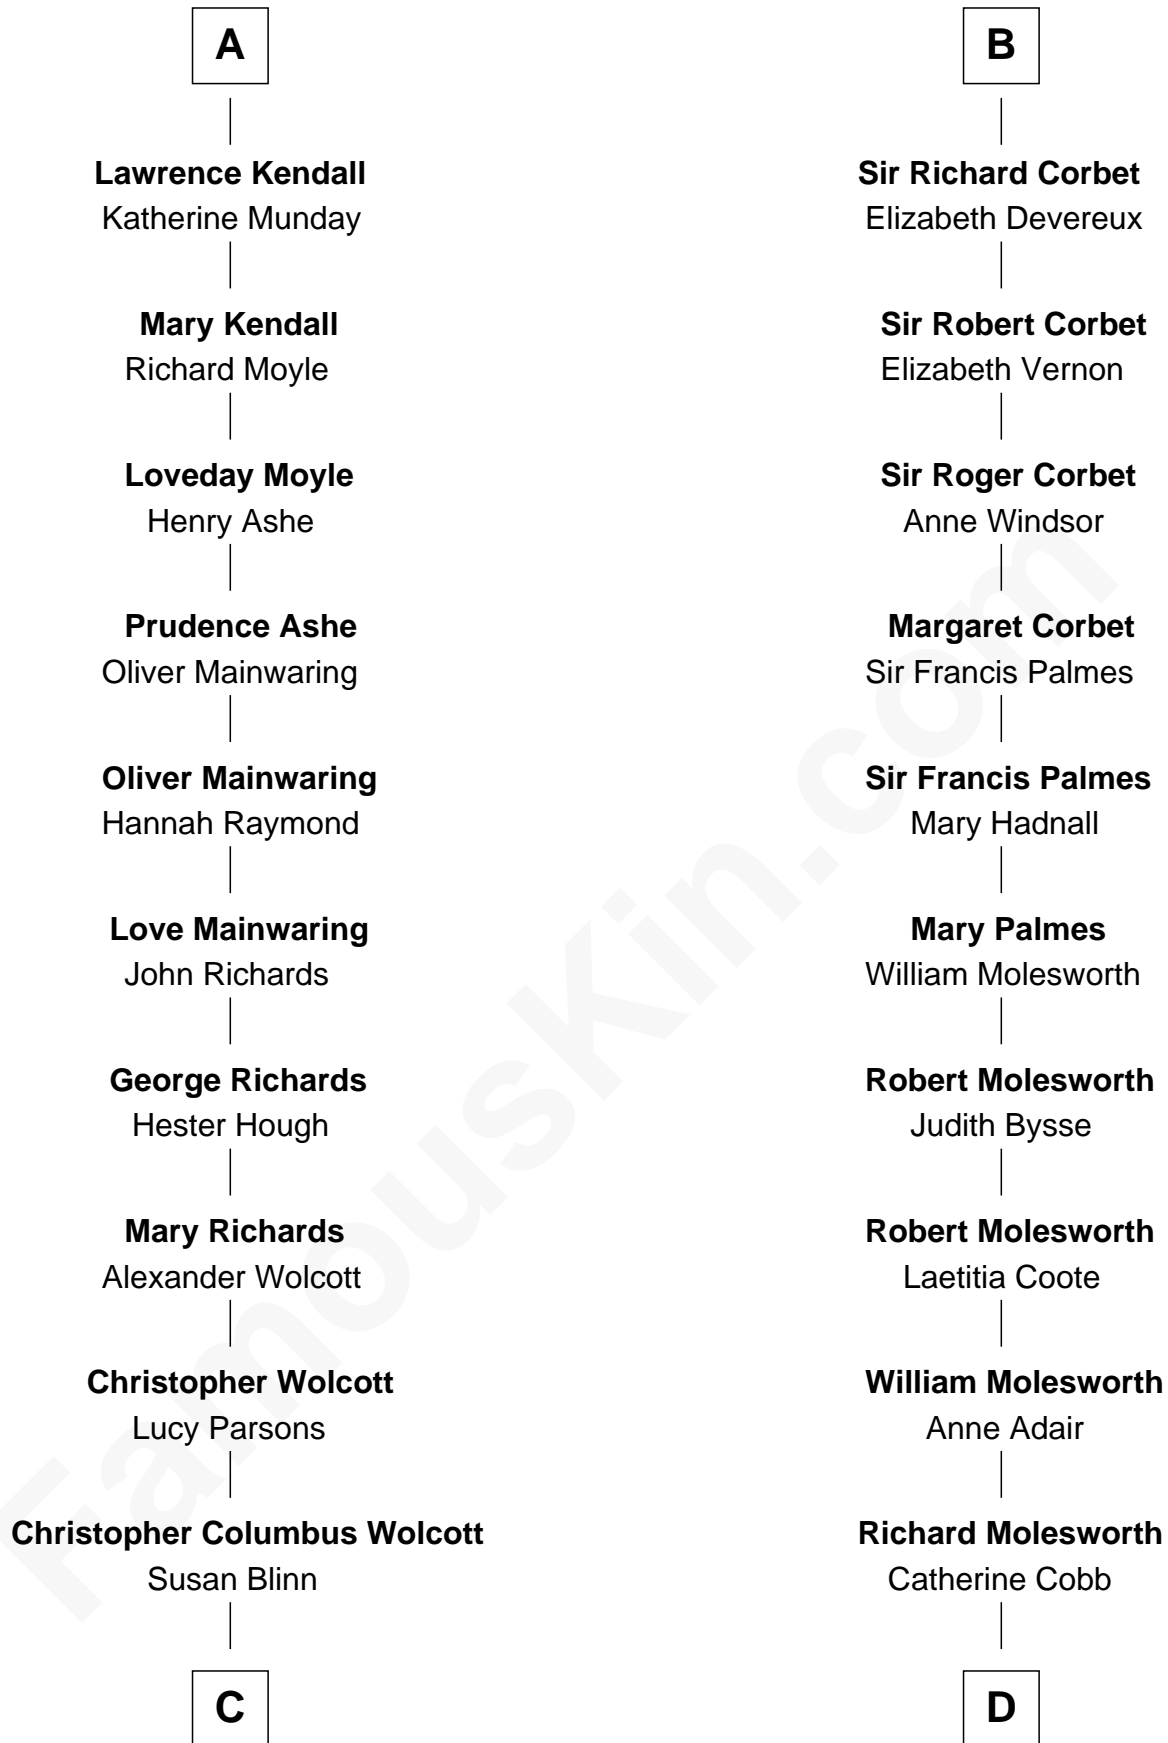 A
Lawrence Kendall
Katherine Munday
Mary Kendall
Richard Moyle
Loveday Moyle
Henry Ashe
Prudence Ashe
Oliver Mainwaring
Oliver Mainwaring
Hannah Raymond
Love Mainwaring
John Richards
George Richards
Hester Hough
Mary Richards
Alexander Wolcott
Christopher Wolcott
Lucy Parsons
Christopher Columbus Wolcott
Susan Blinn
C
B
Sir Richard Corbet
Elizabeth Devereux
Sir Robert Corbet
Elizabeth Vernon
Sir Roger Corbet
Anne Windsor
Margaret Corbet
Sir Francis Palmes
Sir Francis Palmes
Mary Hadnall
Mary Palmes
William Molesworth
Robert Molesworth
Judith Bysse
Robert Molesworth
Laetitia Coote
William Molesworth
Anne Adair
Richard Molesworth
Catherine Cobb
D
FamousKin.com